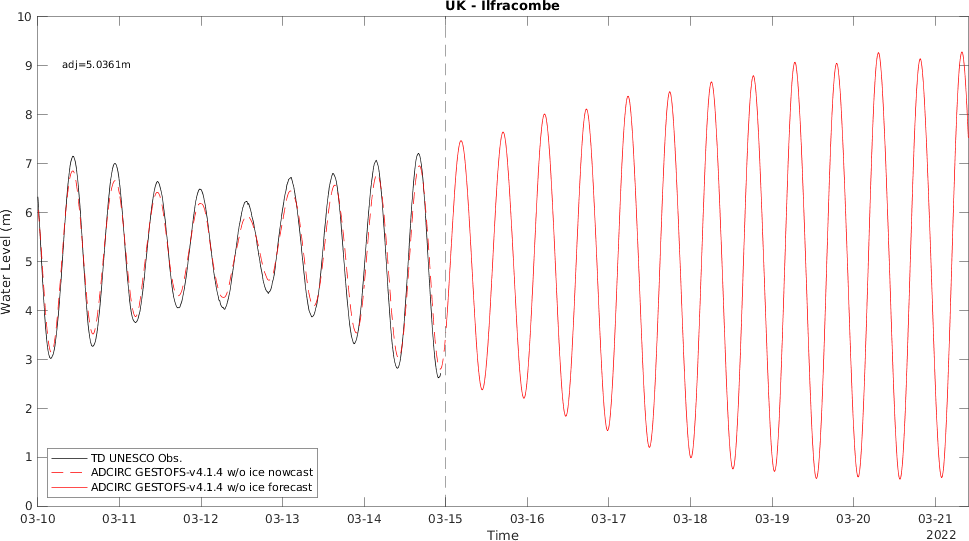 UK - Ilfracombe
10
9
8
7
6
5
4
3
2
1
0
Water Level (m)
adj=5.0361m
TD UNESCO Obs.
ADCIRC GESTOFS-v4.1.4 w/o ice nowcast
ADCIRC GESTOFS-v4.1.4 w/o ice forecast
03-10 03-11 03-12 03-13 03-14 03-15 03-16 03-17 03-18 03-19 03-20 03-21
2022
Time